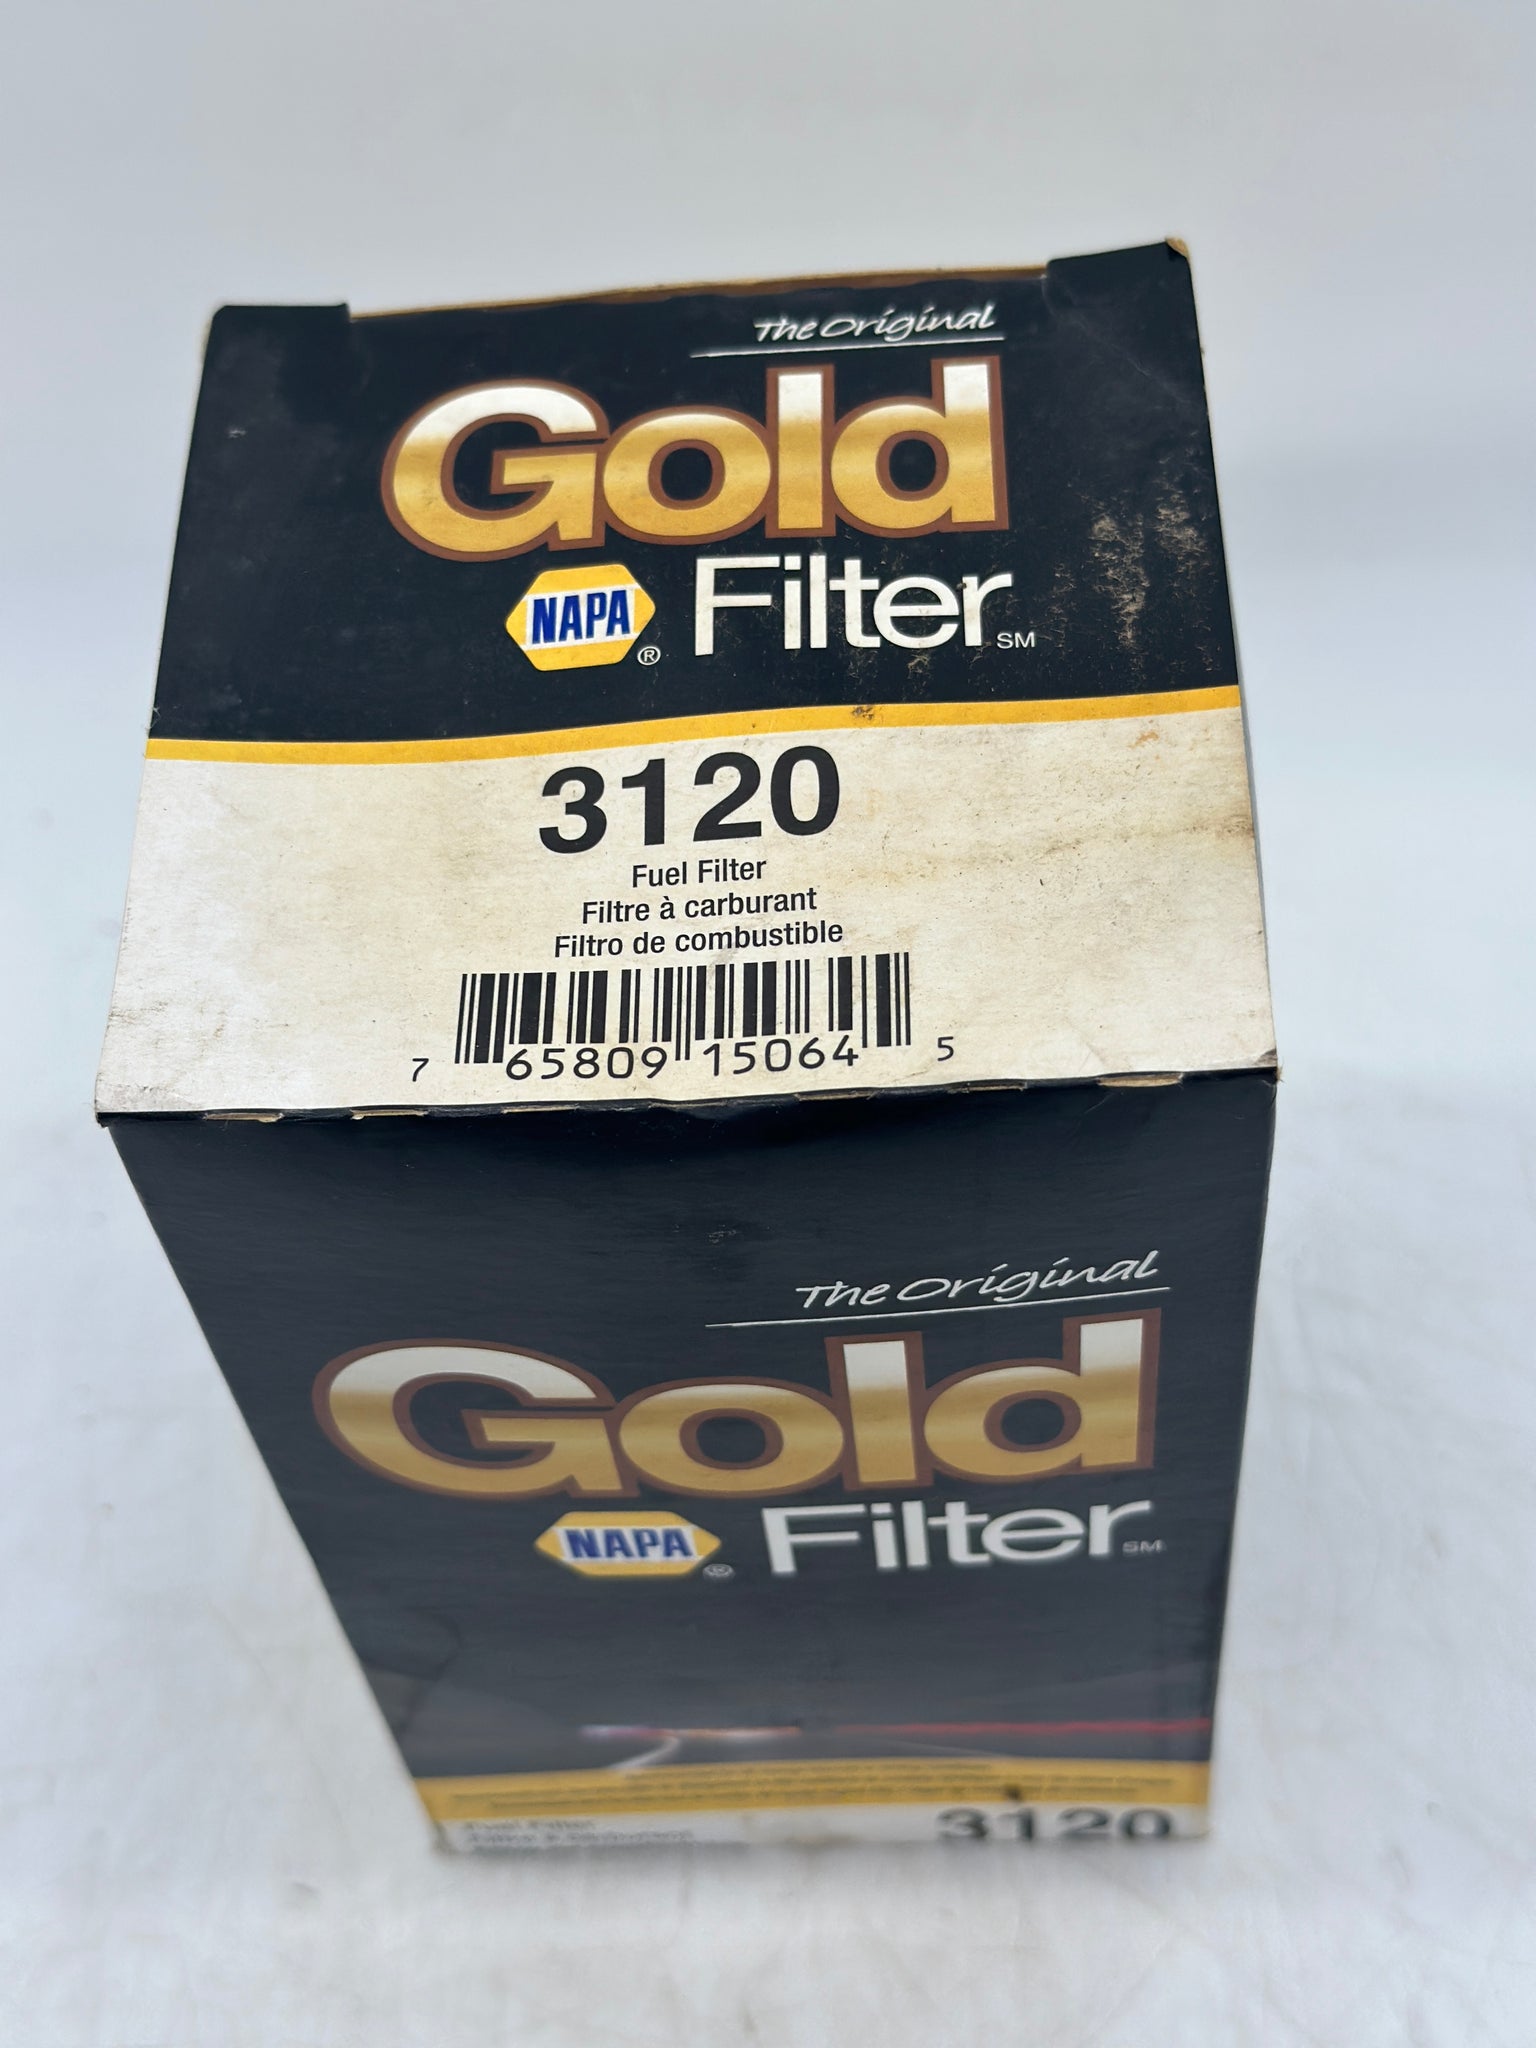 The Original
Gold
NAPA® Filter SM
3120
Fuel Filter
Filtre à carburant
Filtro de combustible
7 65809 15064 5
The Original
Gold
NAPA® Filter SM
Fuel Filter 3120